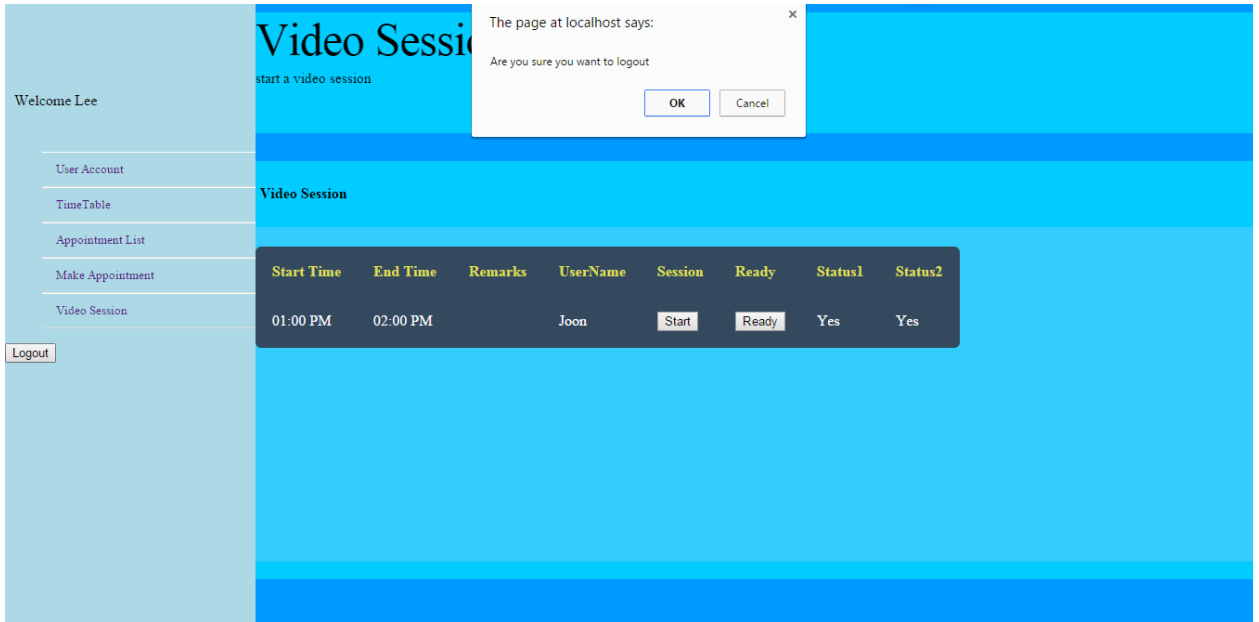 Video Sessi
start a video session
The page at localhost says:
Are you sure you want to logout
OK Cancel
Welcome Lee
User Account
TimeTable
Appointment List
Make Appointment
Video Session
Logout
Video Session
Start Time End Time Remarks UserName Session Ready Status1 Status2
01:00 PM 02:00 PM Joon Start Ready Yes Yes